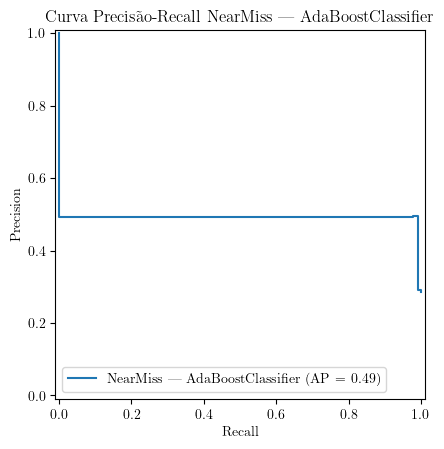 Curva Precisão-Recall NearMiss — AdaBoostClassifier
1.0
0.8
0.6
0.4
0.2
0.0
Precision
NearMiss — AdaBoostClassifier (AP = 0.49)
0.0 0.2 0.4 0.6 0.8 1.0
Recall